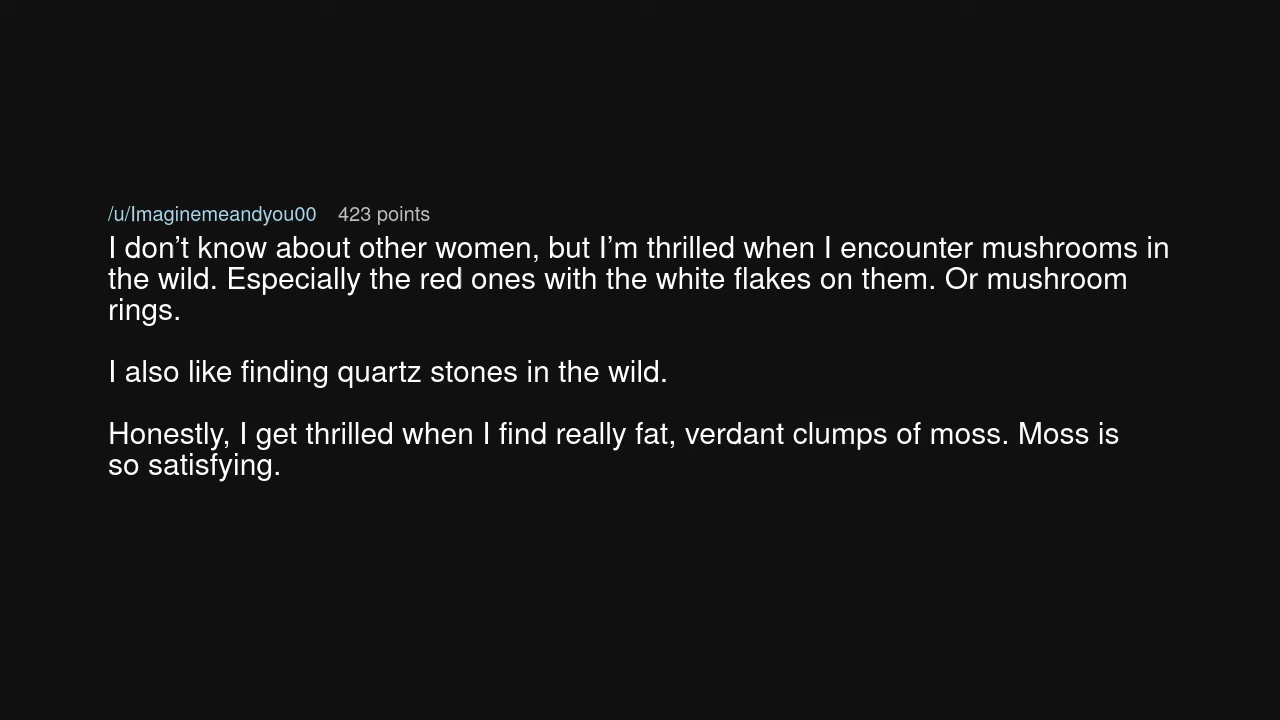 /u/Imaginemeandyou00 423 points
I don’t know about other women, but I’m thrilled when I encounter mushrooms in
the wild. Especially the red ones with the white flakes on them. Or mushroom
rings.
I also like finding quartz stones in the wild.
Honestly, I get thrilled when I find really fat, verdant clumps of moss. Moss is
so satisfying.